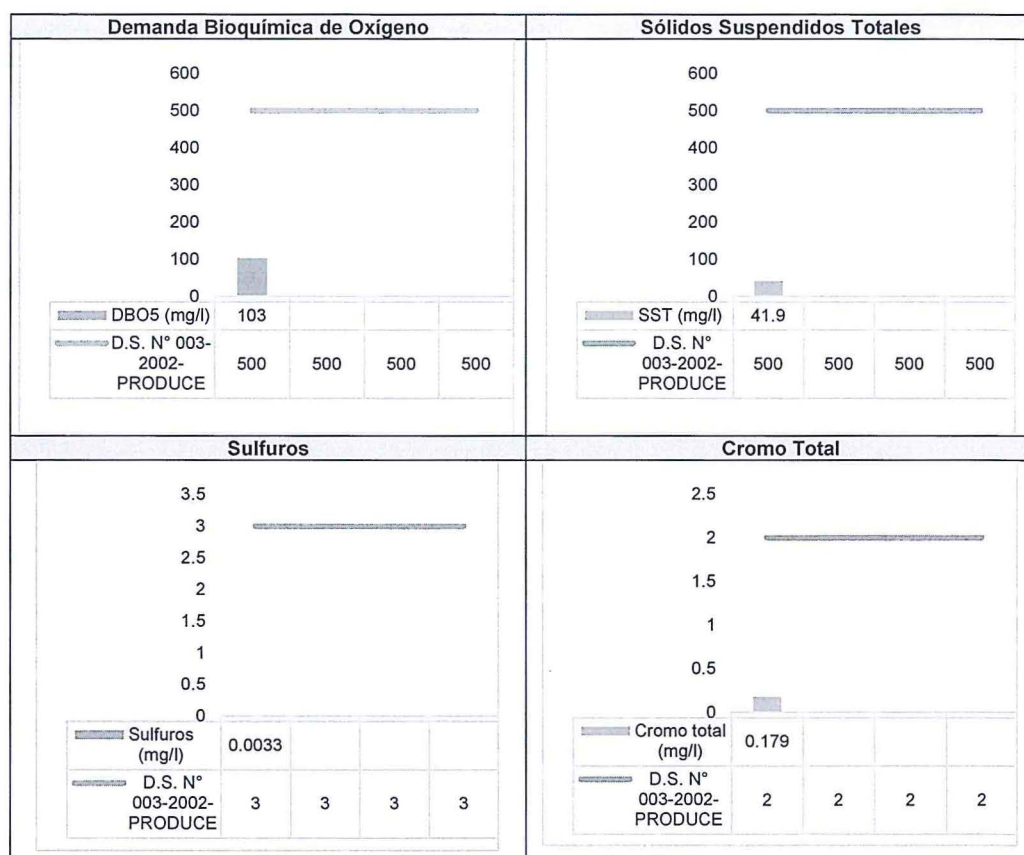 Demanda Bioquímica de Oxígeno
600
500
400
300
200
100
0
DBO5 (mg/l) 103
D.S. N° 003-
2002-
PRODUCE
500 500 500 500
Sólidos Suspendidos Totales
600
500
400
300
200
100
0
SST (mg/l) 41.9
D.S. N°
003-2002-
PRODUCE
500 500 500 500
Sulfuros
3.5
3
2.5
2
1.5
1
0.5
0
Sulfuros
(mg/l)
0.0033
D.S. N°
003-2002-
PRODUCE
3 3 3 3
Cromo Total
2.5
2
1.5
1
0.5
0
Cromo total
(mg/l)
0.179
D.S. N°
003-2002-
PRODUCE
2 2 2 2